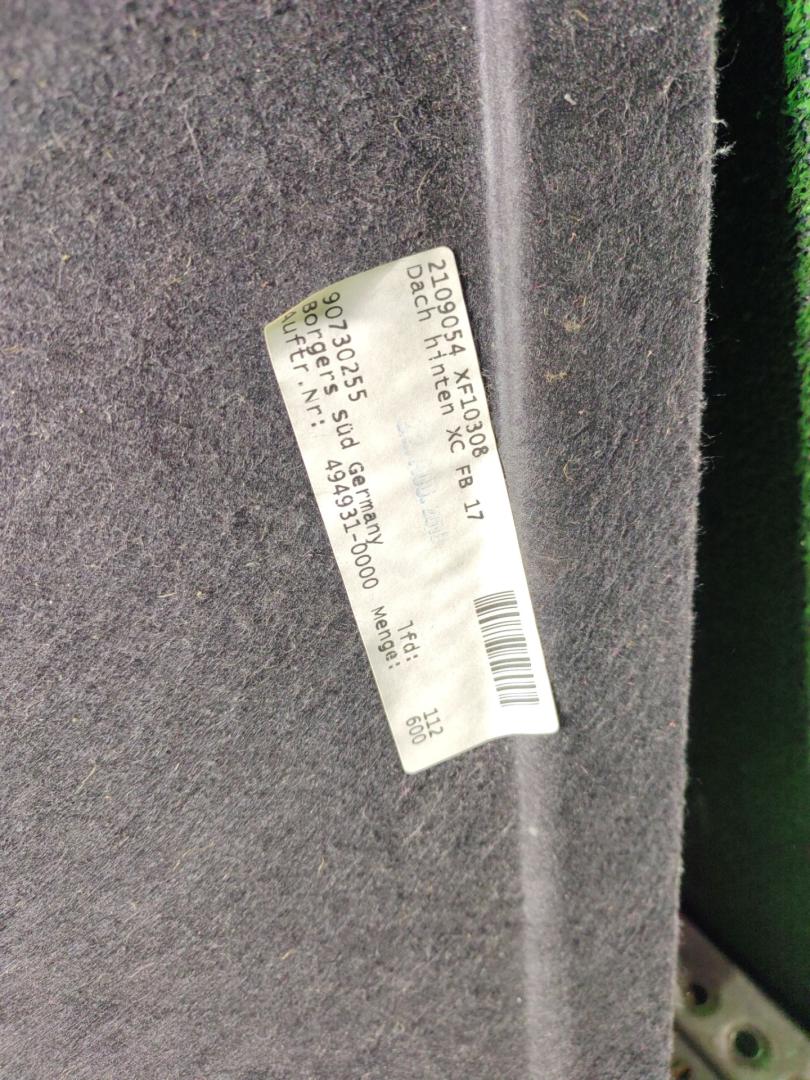 2109054 XF10308
Dach hinten XC FB 17
90730255
Borgers süd Germany lfd: 112
Auftr.Nr: 494931-0000 Menge: 600